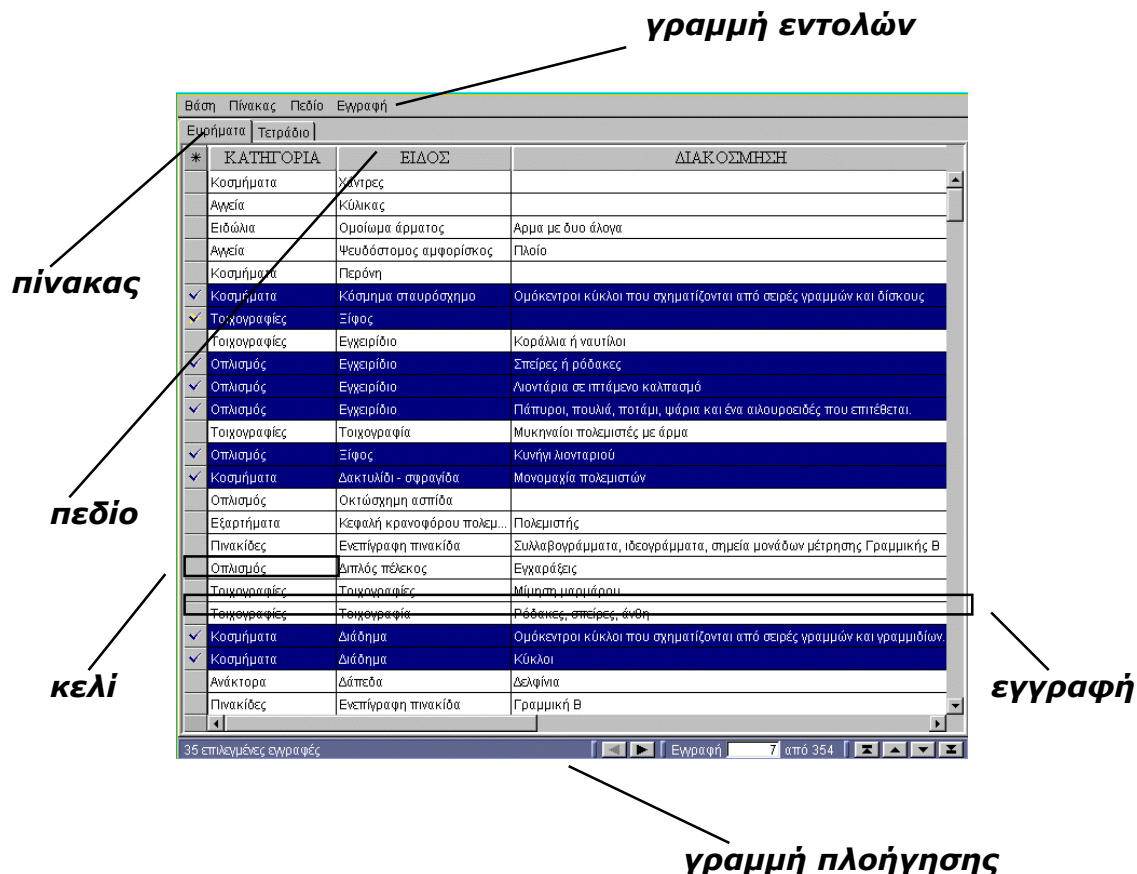 γραμμή εντολών
Βάση Πίνακας Πεδίο Εγγραφή
Ευρήματα Τετράδιο
* ΚΑΤΗΓΟΡΙΑ ΕΙΔΟΣ ΔΙΑΚΟΣΜΗΣΗ
Κοσμήματα Χάντρες
Αγγεία Κύλικας
Ειδώλια Ομοίωμα άρματος Αρμα με δυο άλογα
Αγγεία Ψευδόστομος αμφορίσκος Πλοίο
πίνακας
Κοσμήματα Περόνη
Κοσμήματα Κόσμημα σταυρόσχημο Ομόκεντροι κύκλοι που σχηματίζονται από σειρές γραμμών και δίσκους
Τοιχογραφίες Ξίφος
Τοιχογραφίες Εγχειρίδιο Κοράλλια ή ναυτίλοι
Οπλισμός Εγχειρίδιο Σπείρες ή ρόδακες
Οπλισμός Εγχειρίδιο Λιοντάρια σε ιπτάμενο καλπασμό
Οπλισμός Εγχειρίδιο Πάπυροι, πουλιά, ποτάμι, ψάρια και ένα αιλουροειδές που επιτέθεται.
Τοιχογραφίες Τοιχογραφία Μυκηναίοι πολεμιστές με άρμα
Οπλισμός Ξίφος Κυνήγι λιονταριού
Κοσμήματα Δακτυλίδι - σφραγίδα Μονομαχία πολεμιστών
Οπλισμός Οκτώσχημη ασπίδα
πεδίο
Εξαρτήματα Κεφαλή κρανοφόρου πολεμ... Πολεμιστής
Πινακίδες Ενεπίγραφη πινακίδα Συλλαβογράμματα, ιδεογράμματα, σημεία μονάδων μέτρησης Γραμμικής Β
Οπλισμός Διπλός πέλεκος Εγχαράξεις
Τοιχογραφίες Τοιχογραφίες Μίμηση μαρμάρου
Τοιχογραφίες Τοιχογραφία Ρόδακες, σπείρες, άνθη
Κοσμήματα Διάδημα Ομόκεντροι κύκλοι που σχηματίζονται από σειρές γραμμών και γραμμιδίων.
Κοσμήματα Διάδημα Κύκλοι
κελί
εγγραφή
Ανάκτορα Δάπεδα Δελφίνια
Πινακίδες Ενεπίγραφη πινακίδα Γραμμική Β
35 επιλεγμένες εγγραφές Εγγραφή 7 από 354
γραμμή πλοήγησης